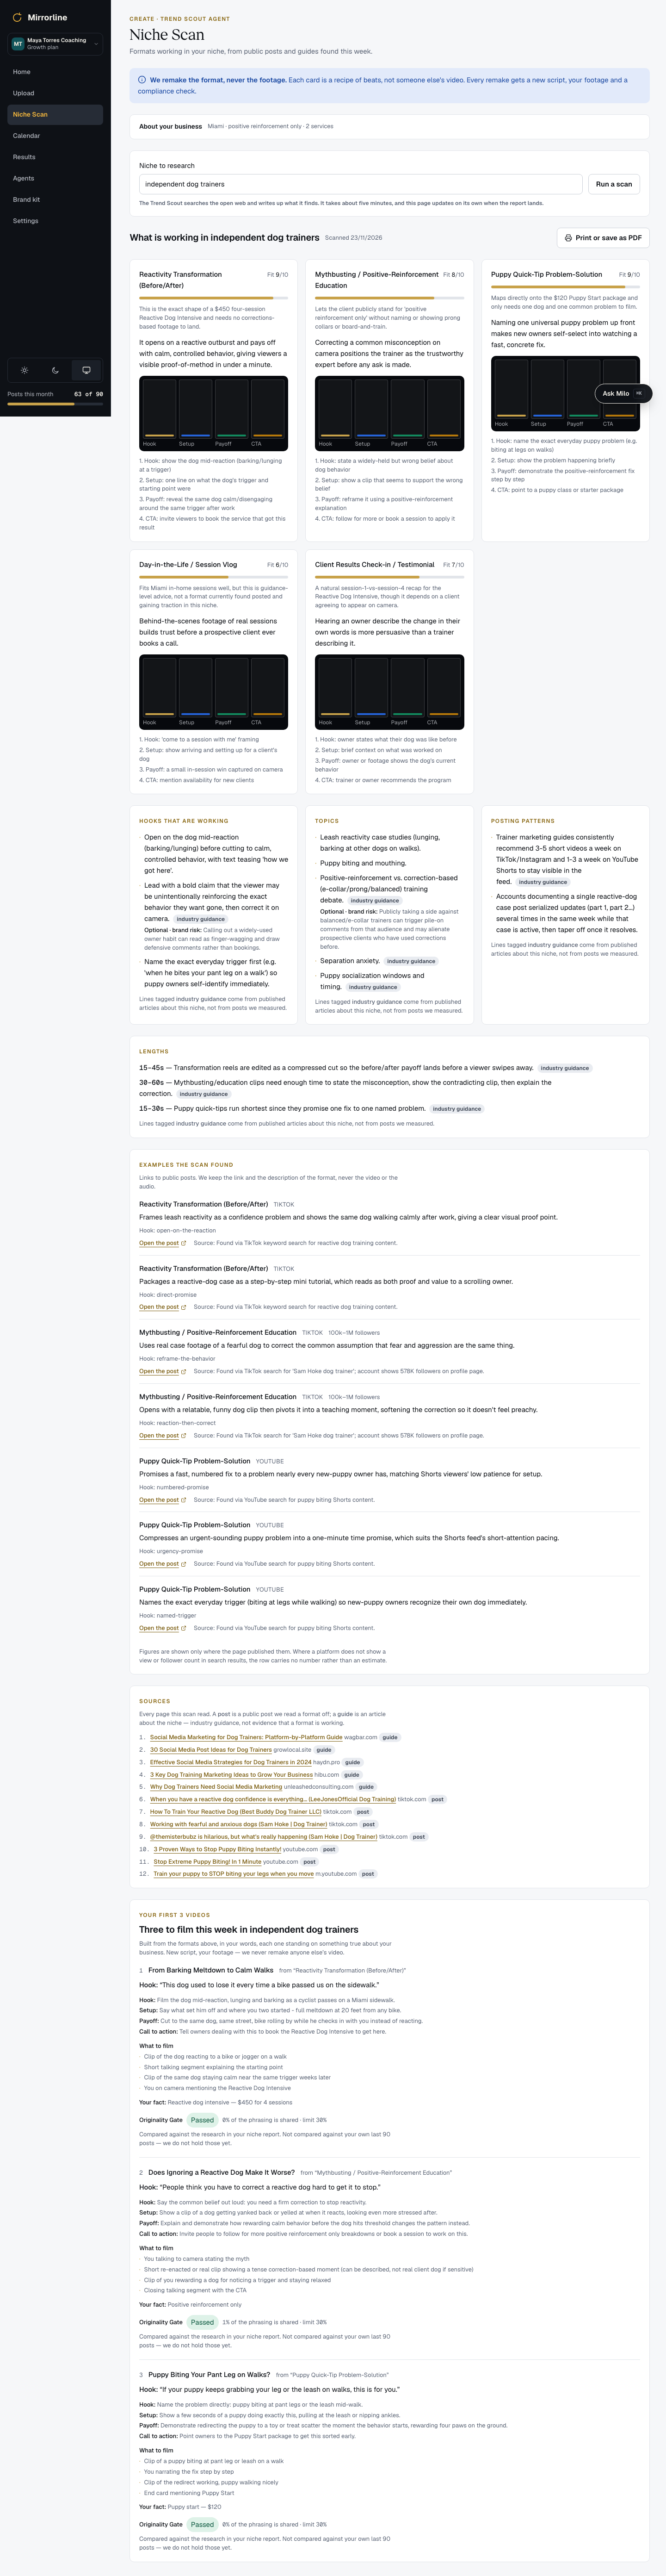 Mirrorline
MT
Maya Torres Coaching
Growth plan
Home
Upload
Niche Scan
Calendar
Results
Agents
Brand kit
Settings
Posts this month 63 of 90
CREATE · TREND SCOUT AGENT
Niche Scan
Formats working in your niche, from public posts and guides found this week.
We remake the format, never the footage. Each card is a recipe of beats, not someone else's video. Every remake gets a new script, your footage and a
compliance check.
About your business Miami · positive reinforcement only · 2 services
Niche to research
independent dog trainers
Run a scan
The Trend Scout searches the open web and writes up what it finds. It takes about five minutes, and this page updates on its own when the report lands.
What is working in independent dog trainers Scanned 23/11/2026
Print or save as PDF
Reactivity Transformation
(Before/After)
Fit 9/10
This is the exact shape of a $450 four-session
Reactive Dog Intensive and needs no corrections-
based footage to land.
It opens on a reactive outburst and pays off
with calm, controlled behavior, giving viewers a
visible proof-of-method in under a minute.
Hook Setup Payoff CTA
1. Hook: show the dog mid-reaction (barking/lunging
at a trigger)
2. Setup: one line on what the dog's trigger and
starting point were
3. Payoff: reveal the same dog calm/disengaging
around the same trigger after work
4. CTA: invite viewers to book the service that got this
result
Mythbusting / Positive-Reinforcement
Education
Fit 8/10
Lets the client publicly stand for 'positive
reinforcement only' without naming or showing prong
collars or board-and-train.
Correcting a common misconception on
camera positions the trainer as the trustworthy
expert before any ask is made.
Hook Setup Payoff CTA
1. Hook: state a widely-held but wrong belief about
dog behavior
2. Setup: show a clip that seems to support the wrong
belief
3. Payoff: reframe it using a positive-reinforcement
explanation
4. CTA: follow for more or book a session to apply it
Puppy Quick-Tip Problem-Solution
Fit 9/10
Maps directly onto the $120 Puppy Start package and
only needs one dog and one common problem to film.
Naming one universal puppy problem up front
makes new owners self-select into watching a
fast, concrete fix.
Ask Milo
Hook Setup Payoff CTA
1. Hook: name the exact everyday problem (e.g.
biting at legs on walks)
2. Setup: show the problem happening briefly
3. Payoff: demonstrate the positive-reinforcement fix
step by step
4. CTA: point to a puppy class or starter package
Day-in-the-Life / Session Vlog
Fit 6/10
Fits Miami in-home sessions well, but this is guidance-
level advice, not a format currently found posted and
gaining traction in this niche.
Behind-the-scenes footage of real sessions
builds trust before a prospective client ever
books a call.
Hook Setup Payoff CTA
1. Hook: 'come to a session with me' framing
2. Setup: show arriving and setting up for a client's
dog
3. Payoff: a small in-session win captured on camera
4. CTA: mention availability for new clients
Client Results Check-in / Testimonial
Fit 7/10
A natural session-1-vs-session-4 recap for the
Reactive Dog Intensive, though it depends on a client
agreeing to appear on camera.
Hearing an owner describe the change in their
own words is more persuasive than a trainer
describing it.
Hook Setup Payoff CTA
1. Hook: owner states what their dog was like before
2. Setup: brief context on what was worked on
3. Payoff: owner or footage shows the dog's current
behavior
4. CTA: trainer or owner recommends the program
HOOKS THAT ARE WORKING
Open on the dog mid-reaction
(barking/lunging) before cutting to calm,
controlled behavior, with text teasing 'how we
got here'.
Lead with a bold claim that the viewer may
be unintentionally reinforcing the exact
behavior they want gone, then correct it on
camera. industry guidance
Optional · brand risk: Calling out a widely-used
owner habit can read as finger-wagging and draw
defensive comments rather than bookings.
Name the exact everyday trigger first (e.g.
'when he bites your pant leg on a walk') so
puppy owners self-identify immediately.
Lines tagged industry guidance come from published
articles about this niche, not from posts we measured.
TOPICS
Leash reactivity case studies (lunging,
barking at other dogs on walks).
Puppy biting and mouthing.
Positive-reinforcement vs. correction-based
(e-collar/prong/balanced) training
debate. industry guidance
Optional · brand risk: Publicly taking a side against
balanced/e-collar trainers can trigger pile-on
comments from that audience and may alienate
prospective clients who have used corrections
before.
Separation anxiety. industry guidance
Puppy socialization windows and
timing. industry guidance
Lines tagged industry guidance come from published
articles about this niche, not from posts we measured.
POSTING PATTERNS
Trainer marketing guides consistently
recommend 3-5 short videos a week on
TikTok/Instagram and 1-3 a week on YouTube
Shorts to stay visible in the
feed. industry guidance
Accounts documenting a single reactive-dog
case post serialized updates (part 1, part 2...)
several times in the same week while that
case is active, then taper off once it resolves.
Lines tagged industry guidance come from published
articles about this niche, not from posts we measured.
LENGTHS
15–45s — Transformation reels are edited as a compressed cut so the before/after payoff lands before a viewer swipes away. industry guidance
30–60s — Mythbusting/education clips need enough time to state the misconception, show the contradicting clip, then explain the
correction. industry guidance
15–30s — Puppy quick-tips run shortest since they promise one fix to one named problem. industry guidance
Lines tagged industry guidance come from published articles about this niche, not from posts we measured.
EXAMPLES THE SCAN FOUND
Links to public posts. We keep the link and the description of the format, never the video or the
audio.
Reactivity Transformation (Before/After) TIKTOK
Frames leash reactivity as a confidence problem and shows the same dog walking calmly after work, giving a clear visual proof point.
Hook: open-on-the-reaction
Open the post Source: Found via TikTok keyword search for reactive dog training content.
Reactivity Transformation (Before/After) TIKTOK
Packages a reactive-dog case as a step-by-step mini tutorial, which reads as both proof and value to a scrolling owner.
Hook: direct-promise
Open the post Source: Found via TikTok keyword search for reactive dog training content.
Mythbusting / Positive-Reinforcement Education TIKTOK 100k–1M followers
Uses real case footage of a fearful dog to correct the common assumption that fear and aggression are the same thing.
Hook: reframe-the-behavior
Open the post Source: Found via TikTok search for 'Sam Hoke dog trainer'; account shows 578K followers on profile page.
Mythbusting / Positive-Reinforcement Education TIKTOK 100k–1M followers
Opens with a relatable, funny dog clip then pivots it into a teaching moment, softening the correction so it doesn't feel preachy.
Hook: reaction-then-correct
Open the post Source: Found via TikTok search for 'Sam Hoke dog trainer'; account shows 578K followers on profile page.
Puppy Quick-Tip Problem-Solution YOUTUBE
Promises a fast, numbered fix to a problem nearly every new-puppy owner has, matching Shorts viewers' low patience for setup.
Hook: numbered-promise
Open the post Source: Found via YouTube search for puppy biting Shorts content.
Puppy Quick-Tip Problem-Solution YOUTUBE
Compresses an urgent-sounding puppy problem into a one-minute time promise, which suits the Shorts feed's short-attention pacing.
Hook: urgency-promise
Open the post Source: Found via YouTube search for puppy biting Shorts content.
Puppy Quick-Tip Problem-Solution YOUTUBE
Names the exact everyday trigger (biting at legs while walking) so new-puppy owners recognize their own dog immediately.
Hook: named-trigger
Open the post Source: Found via YouTube search for puppy biting Shorts content.
Figures are shown only where the page published them. Where a platform does not show a
view or follower count in search results, the row carries no number rather than an estimate.
SOURCES
Every page this scan read. A post is a public post we read a format off; a guide is an article
about the niche — industry guidance, not evidence that a format is working.
1. Social Media Marketing for Dog Trainers: Platform-by-Platform Guide wagbar.com guide
2. 30 Social Media Post Ideas for Dog Trainers growlocal.site guide
3. Effective Social Media Strategies for Dog Trainers in 2024 haydn.pro guide
4. 3 Key Dog Training Marketing Ideas to Grow Your Business hibu.com guide
5. Why Dog Trainers Need Social Media Marketing unleashedconsulting.com guide
6. When you have a reactive dog confidence is everything… (LeeJonesOfficial Dog Training) tiktok.com post
7. How To Train Your Reactive Dog (Best Buddy Dog Trainer LLC) tiktok.com post
8. Working with fearful and anxious dogs (Sam Hoke | Dog Trainer) tiktok.com post
9. @themisterbubz is hilarious, but what's really happening (Sam Hoke | Dog Trainer) tiktok.com post
10. 3 Proven Ways to Stop Puppy Biting Instantly! youtube.com post
11. Stop Extreme Puppy Biting! In 1 Minute youtube.com post
12. Train your puppy to STOP biting your legs when you move m.youtube.com post
YOUR FIRST 3 VIDEOS
Three to film this week in independent dog trainers
Built from the formats above, in your words, each one standing on something true about your
business. New script, your footage — we never remake anyone else's video.
1 From Barking Meltdown to Calm Walks from "Reactivity Transformation (Before/After)"
Hook: "This dog used to lose it every time a bike passed us on the sidewalk."
Hook: Film the dog mid-reaction, lunging and barking as a cyclist passes on a Miami sidewalk.
Setup: Say what set him off and where you two started - full meltdown at 20 feet from any bike.
Payoff: Cut to the same dog, same street, bike rolling by while he checks in with you instead of reacting.
Call to action: Tell owners dealing with this to book the Reactive Dog Intensive to get here.
What to film
Clip of the dog reacting to a bike or jogger on a walk
Short talking segment explaining the starting point
Clip of the same dog staying calm near the same trigger weeks later
You on camera mentioning the Reactive Dog Intensive
Your fact: Reactive dog intensive — $450 for 4 sessions
Originality Gate Passed 0% of the phrasing is shared · limit 30%
Compared against the research in your niche report. Not compared against your own last 90
posts — we do not hold those yet.
2 Does Ignoring a Reactive Dog Make It Worse? from "Mythbusting / Positive-Reinforcement Education"
Hook: "People think you have to correct a reactive dog hard to get it to stop."
Hook: Say the common belief out loud: you need a firm correction to stop reactivity.
Setup: Show a clip of a dog getting yanked back or yelled at when it reacts, looking even more stressed after.
Payoff: Explain and demonstrate how rewarding calm behavior before the dog hits threshold changes the pattern instead.
Call to action: Invite people to follow for more positive reinforcement only breakdowns or book a session to work on this.
What to film
You talking to camera stating the myth
Short re-enacted or real clip showing a tense correction-based moment (can be described, not real client dog if sensitive)
Clip of you rewarding a dog for noticing a trigger and staying relaxed
Closing talking segment with the CTA
Your fact: Positive reinforcement only
Originality Gate Passed 1% of the phrasing is shared · limit 30%
Compared against the research in your niche report. Not compared against your own last 90
posts — we do not hold those yet.
3 Puppy Biting Your Pant Leg on Walks? from "Puppy Quick-Tip Problem-Solution"
Hook: "If your puppy keeps grabbing your leg or the leash on walks, this is for you."
Hook: Name the problem directly: puppy biting at pant legs or the leash mid-walk.
Setup: Show a few seconds of a puppy doing exactly this, pulling at the leash or nipping ankles.
Payoff: Demonstrate redirecting the puppy to a toy or treat scatter the moment the behavior starts, rewarding four paws on the ground.
Call to action: Point owners to the Puppy Start package to get this sorted early.
What to film
Clip of a puppy biting at pant leg or leash on a walk
You narrating the fix step by step
Clip of the redirect working, puppy walking nicely
End card mentioning Puppy Start
Your fact: Puppy start — $120
Originality Gate Passed 0% of the phrasing is shared · limit 30%
Compared against the research in your niche report. Not compared against your own last 90
posts — we do not hold those yet.